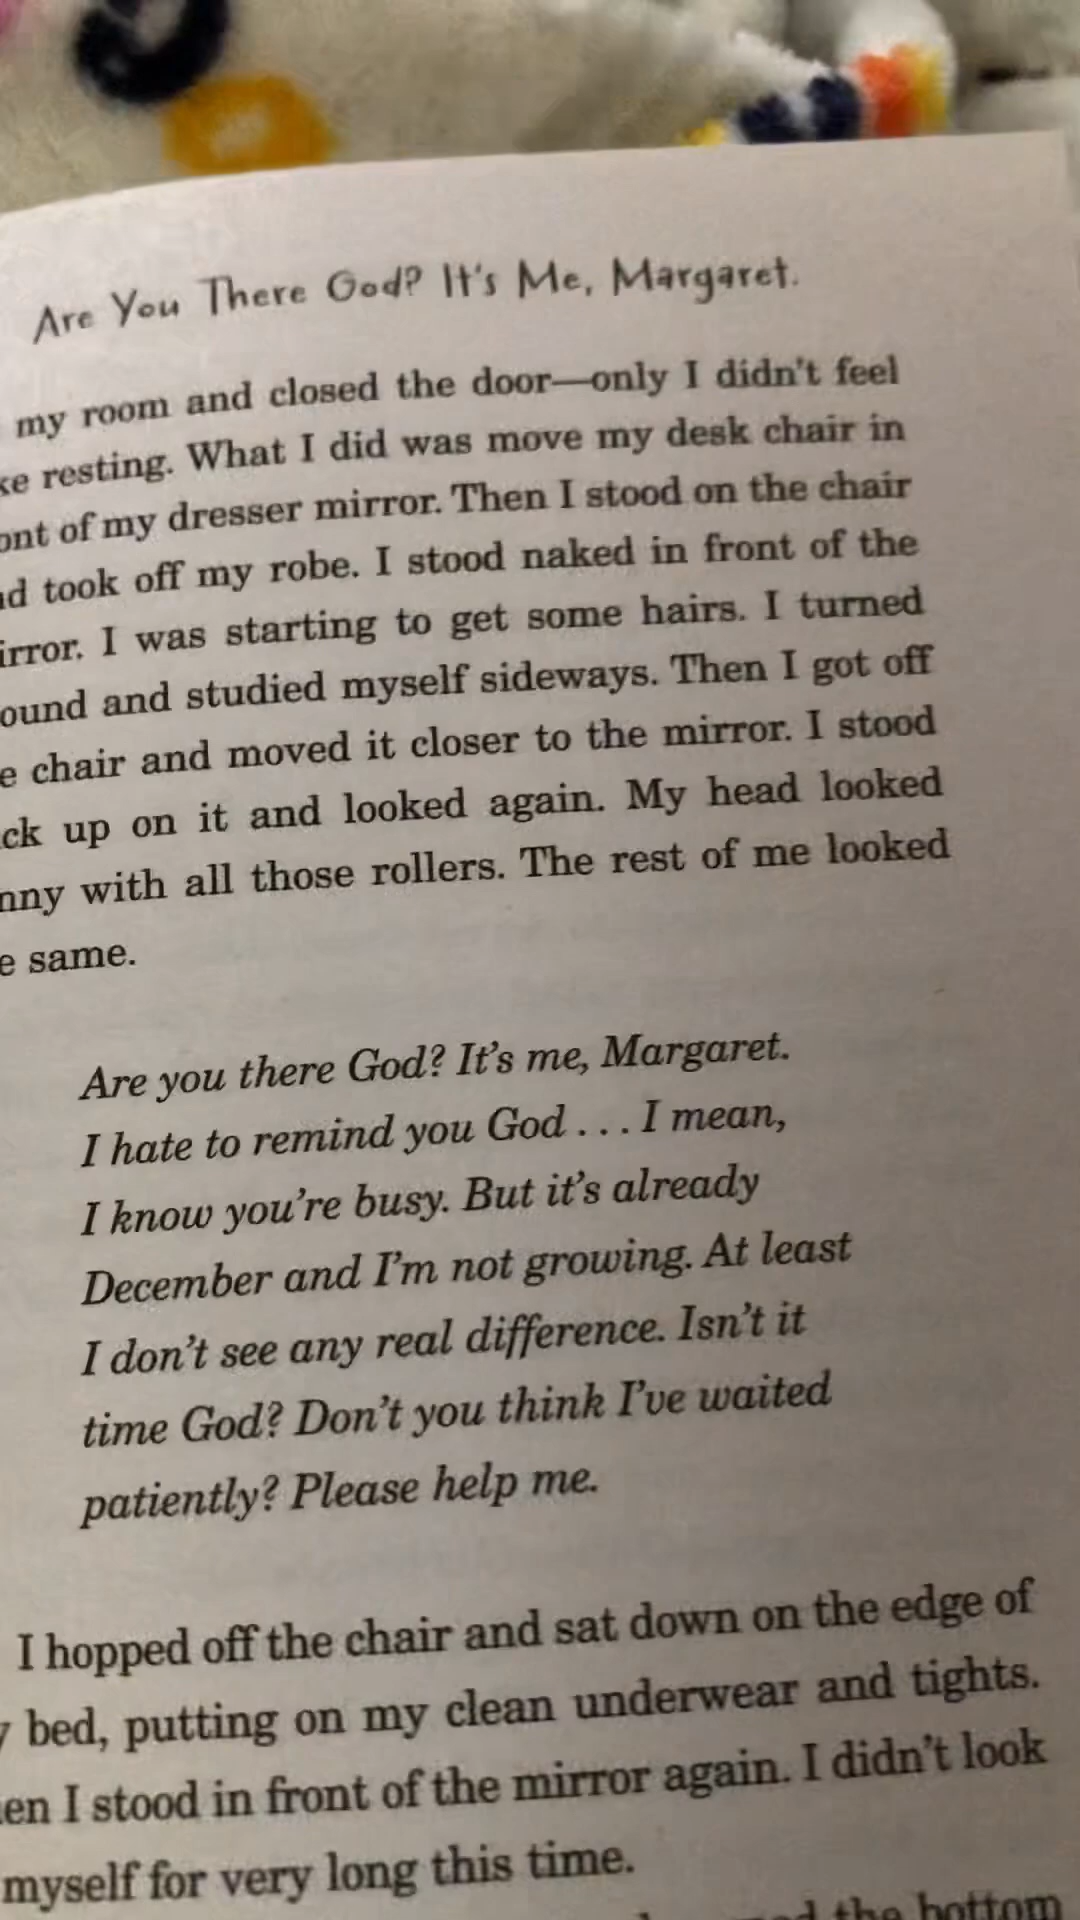 Are You There God? It's Me, Margaret.
my room and closed the door—only I didn't feel
ke resting. What I did was move my desk chair in
ont of my dresser mirror. Then I stood on the chair
nd took off my robe. I stood naked in front of the
irror. I was starting to get some hairs. I turned
ound and studied myself sideways. Then I got off
e chair and moved it closer to the mirror. I stood
ck up on it and looked again. My head looked
nny with all those rollers. The rest of me looked
e same.
Are you there God? It's me, Margaret.
I hate to remind you God . . . I mean,
I know you're busy. But it's already
December and I'm not growing. At least
I don't see any real difference. Isn't it
time God? Don't you think I've waited
patiently? Please help me.
I hopped off the chair and sat down on the edge of
y bed, putting on my clean underwear and tights.
en I stood in front of the mirror again. I didn't look
myself for very long this time.
the bottom